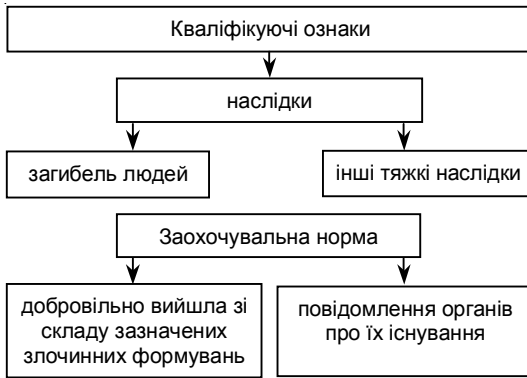 Кваліфікуючі ознаки
наслідки
загибель людей
інші тяжкі наслідки
Заохочувальна норма
добровільно вийшла зі
складу зазначених
злочинних формувань
повідомлення органів
про їх існування